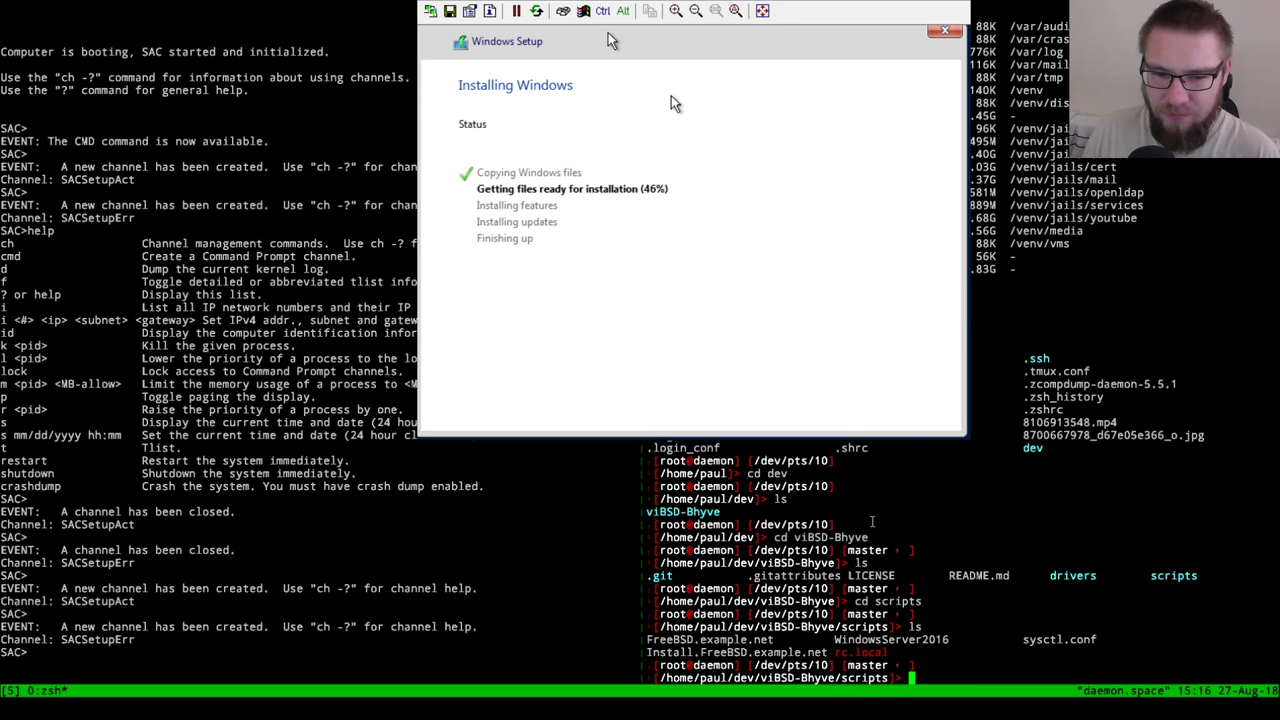 Computer is booting, SAC started and initialized.
Use the "ch -?" command for information about using channels.
Use the "?" command for general help.
SAC>
EVENT: The CMD command is now available.
SAC>
EVENT:   A new channel has been created.  Use "ch -?" for chan
Channel: SACSetupAct
SAC>
EVENT:   A new channel has been created.  Use "ch -?" for chan
Channel: SACSetupErr
SAC>help
ch              Channel management commands.  Use ch -? f
cmd             Create a Command Prompt channel.
d               Dump the current kernel log.
f               Toggle detailed or abbreviated tlist info
? or help       Display this list.
i               List all IP network numbers and their IP
i <#> <ip> <subnet> <gateway> Set IPv4 addr., subnet and gatew
id              Display the computer identification infor
k <pid>         Kill the given process.
l <pid>         Lower the priority of a process to the lo
lock            Lock access to Command Prompt channels.
m <pid> <MB-allow>  Limit the memory usage of a process to <M
p               Toggle paging the display.
r <pid>         Raise the priority of a process by one.
s               Display the current time and date (24 hour
s mm/dd/yyyy hh:mm  Set the current time and date (24 hour cl
t               Tlist.
restart         Restart the system immediately.
shutdown        Shutdown the system immediately.
crashdump       Crash the system. You must have crash dump enabled.
SAC>
EVENT:   A channel has been closed.
Channel: SACSetupAct
SAC>
EVENT:   A channel has been closed.
Channel: SACSetupErr
SAC>
EVENT:   A new channel has been created.  Use "ch -?" for channel help.
Channel: SACSetupAct
SAC>
EVENT:   A new channel has been created.  Use "ch -?" for channel help.
Channel: SACSetupErr
SAC>
Ctrl Alt
Windows Setup
Installing Windows
Status
Copying Windows files
Getting files ready for installation (46%)
Installing features
Installing updates
Finishing up
88K /var/audi
88K /var/cras
776K /var/log
/var/mail
88K /var/tmp
140K /venv
88K /venv/dis
.45G -
96K /venv/jai
495M /venv/jai
.40G /venv/jails/cert
.37G /venv/jails/mail
581M /venv/jails/openldap
889M /venv/jails/services
.68G /venv/jails/youtube
.56G /venv/media
88K /venv/vms
56K -
.83G -
.ssh
.tmux.conf
.zcompdump-daemon-5.5.1
.zsh_history
.zshrc
8106913548.mp4
8700667978_d67e05e366_o.jpg
.login_conf .shrc dev
[root@daemon] [/dev/pts/10]
[/home/paul]> cd dev
[root@daemon] [/dev/pts/10]
[/home/paul/dev]> ls
viBSD-Bhyve
[root@daemon] [/dev/pts/10]
[/home/paul/dev]> cd viBSD-Bhyve
[root@daemon] [/dev/pts/10] [master ⚡ ]
[/home/paul/dev/viBSD-Bhyve]> ls
.git .gitattributes LICENSE README.md drivers scripts
[root@daemon] [/dev/pts/10] [master ⚡ ]
[/home/paul/dev/viBSD-Bhyve]> cd scripts
[root@daemon] [/dev/pts/10] [master ⚡ ]
[/home/paul/dev/viBSD-Bhyve/scripts]> ls
FreeBSD.example.net WindowsServer2016 sysctl.conf
Install.FreeBSD.example.net rc.local
[root@daemon] [/dev/pts/10] [master ⚡ ]
[/home/paul/dev/viBSD-Bhyve/scripts]>
[5] 0:zsh* "daemon.space" 15:16 27-Aug-18